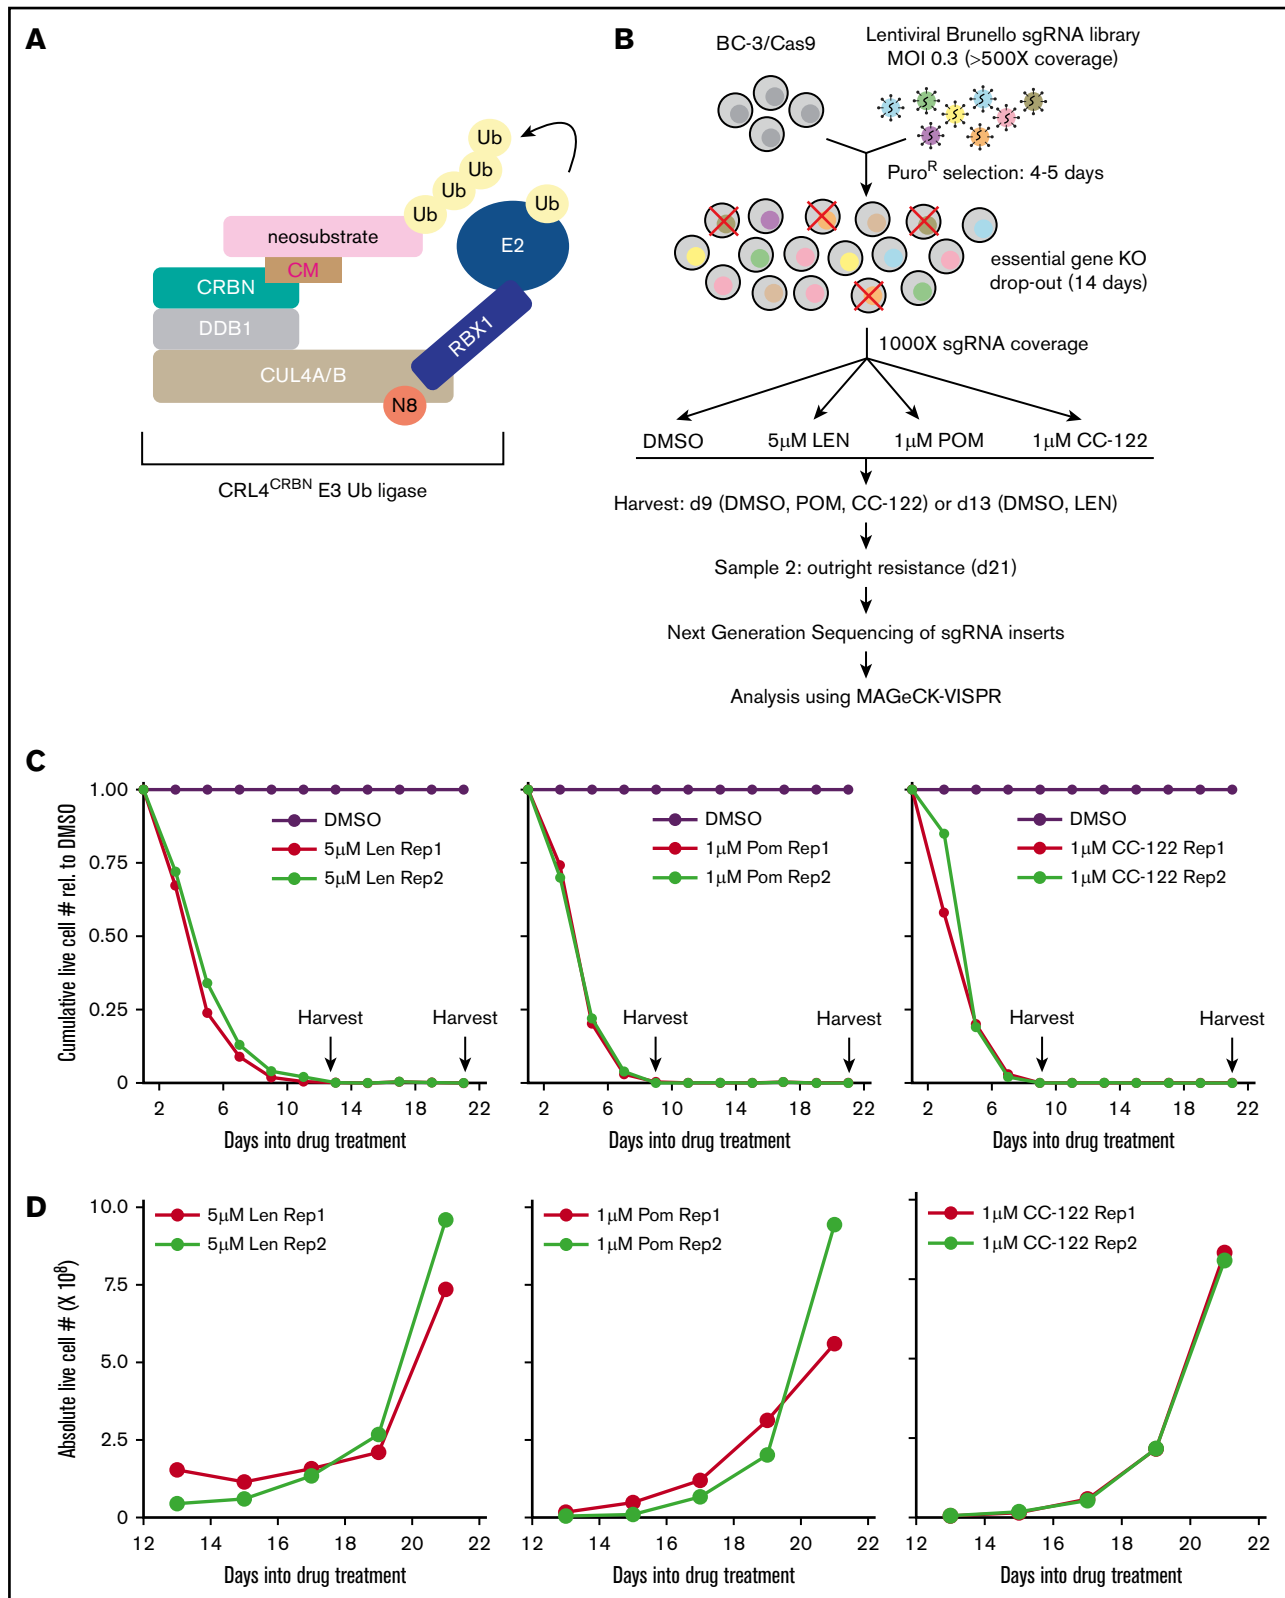 A
Ub
Ub
Ub
Ub
Ub
E2
neosubstrate
CM
CRBN
DDB1
RBX1
CUL4A/B
N8
CRL4CRBN E3 Ub ligase
B
BC-3/Cas9
Lentiviral Brunello sgRNA library
MOI 0.3 (>500X coverage)
PuroR selection: 4-5 days
essential gene KO
drop-out (14 days)
1000X sgRNA coverage
DMSO 5μM LEN 1μM POM 1μM CC-122
Harvest: d9 (DMSO, POM, CC-122) or d13 (DMSO, LEN)
Sample 2: outright resistance (d21)
Next Generation Sequencing of sgRNA inserts
Analysis using MAGeCK-VISPR
C
Cumulative live cell # rel. to DMSO
1.00
0.75
0.50
0.25
0
DMSO
5μM Len Rep1
5μM Len Rep2
Harvest
Harvest
2 6 10 14 18 22
Days into drug treatment
DMSO
1μM Pom Rep1
1μM Pom Rep2
Harvest
Harvest
2 6 10 14 18 22
Days into drug treatment
DMSO
1μM CC-122 Rep1
1μM CC-122 Rep2
Harvest
Harvest
2 6 10 14 18 22
Days into drug treatment
D
Absolute live cell # (X 10⁸)
10.0
7.5
5.0
2.5
0
5μM Len Rep1
5μM Len Rep2
12 14 16 18 20 22
Days into drug treatment
1μM Pom Rep1
1μM Pom Rep2
12 14 16 18 20 22
Days into drug treatment
1μM CC-122 Rep1
1μM CC-122 Rep2
12 14 16 18 20 22
Days into drug treatment